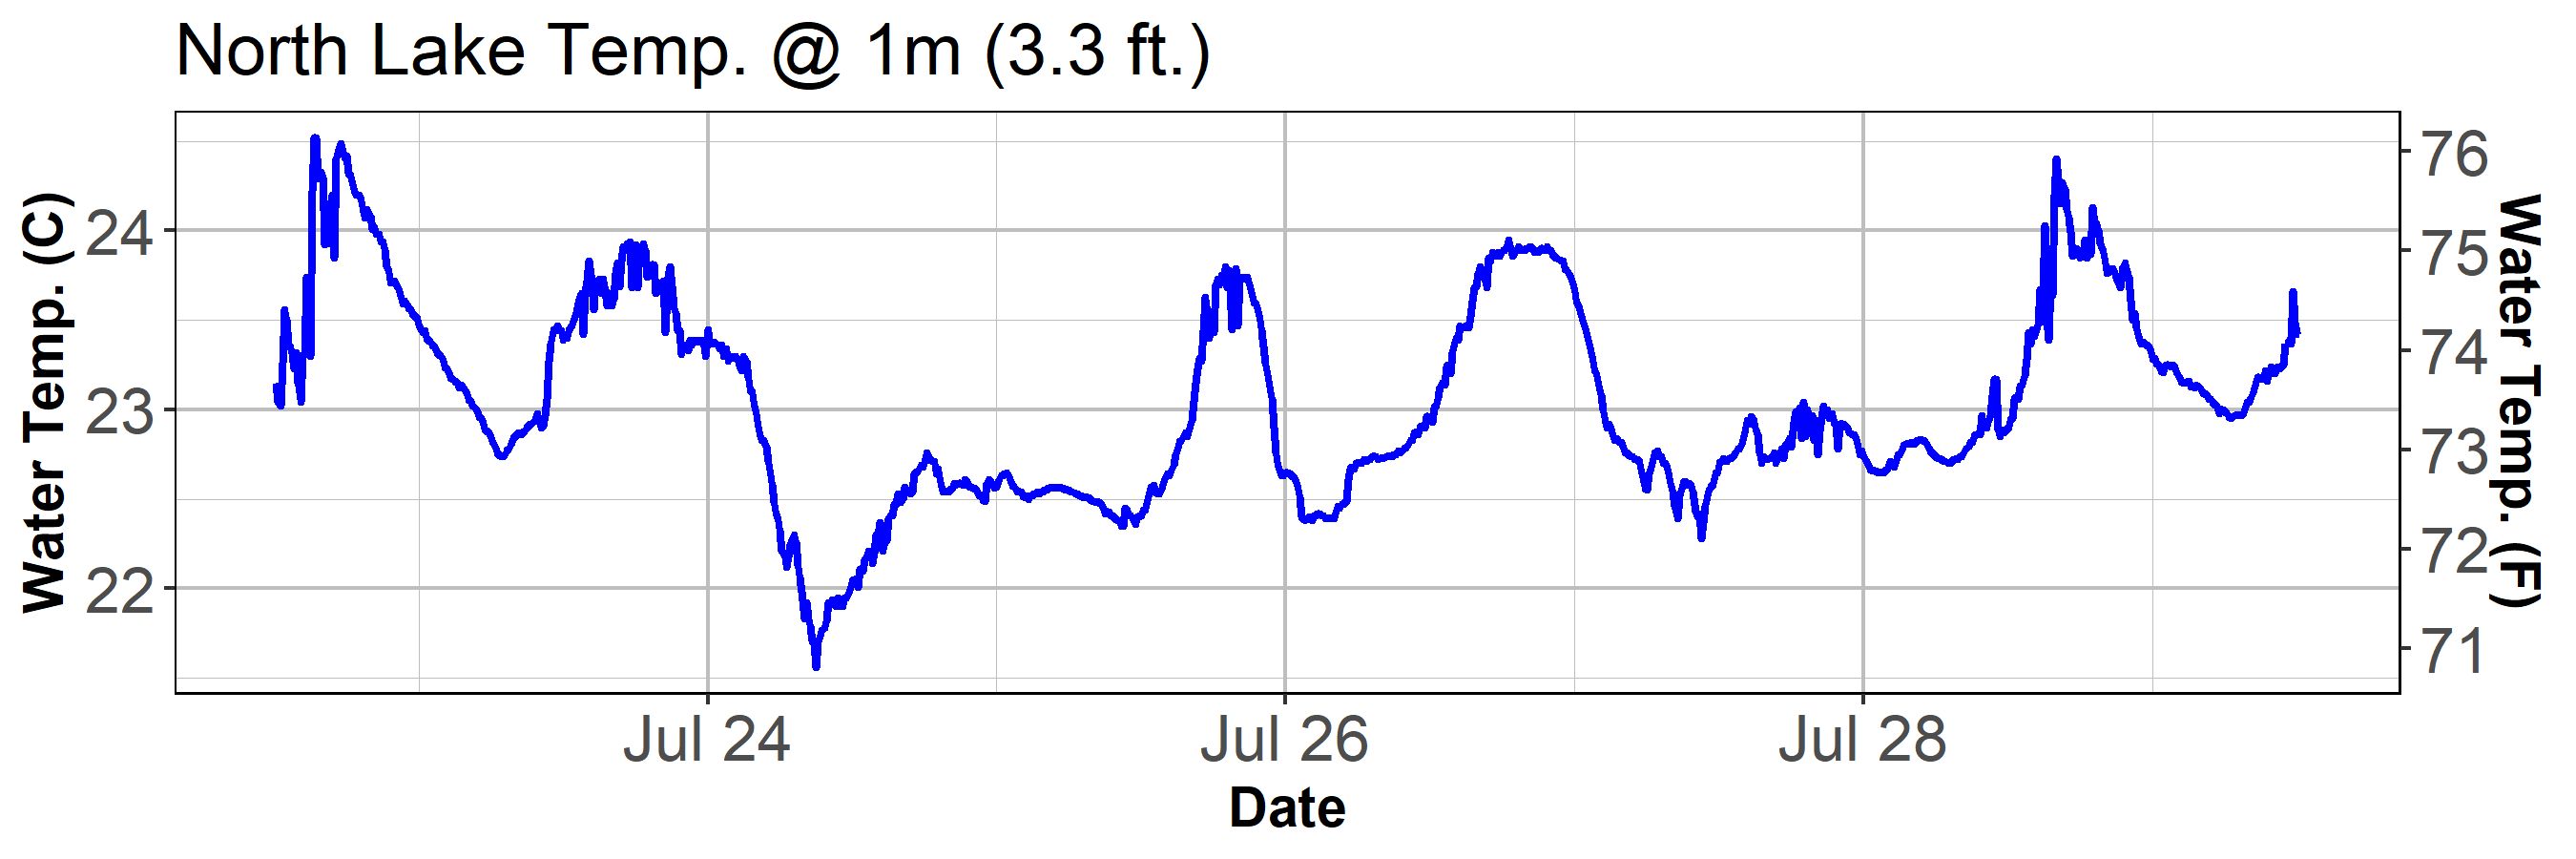 North Lake Temp. @ 1m (3.3 ft.)
Water Temp. (C)
24
23
22
76
75
74
73
72
71
Water Temp. (F)
Jul 24
Jul 26
Jul 28
Date